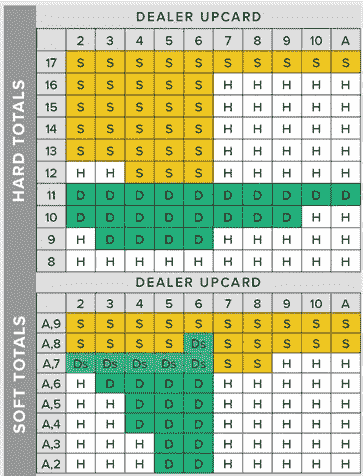 DEALER UPCARD
2 3 4 5 6 7 8 9 10 A
HARD TOTALS
17 S S S S S S S S S S
16 S S S S S H H H H H
15 S S S S S H H H H H
14 S S S S S H H H H H
13 S S S S S H H H H H
12 H H S S S H H H H H
11 D D D D D D D D D D
10 D D D D D D D D H H
9 H D D D D H H H H H
8 H H H H H H H H H H
DEALER UPCARD
2 3 4 5 6 7 8 9 10 A
SOFT TOTALS
A,9 S S S S S S S S S S
A,8 S S S S Ds S S S S S
A,7 Ds Ds Ds Ds Ds S S H H H
A,6 H D D D D H H H H H
A,5 H H D D D H H H H H
A,4 H H D D D H H H H H
A,3 H H H D D H H H H H
A,2 H H H D D H H H H H